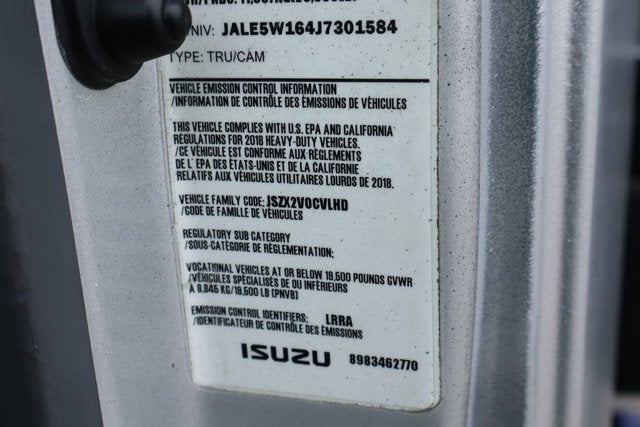 /NIV: JALE5W164J7301584
TYPE: TRU/CAM
VEHICLE EMISSION CONTROL INFORMATION
/INFORMATION DE CONTRÔLE DES ÉMISSIONS DE VÉHICULES
THIS VEHICLE COMPLIES WITH U.S. EPA AND CALIFORNIA
REGULATIONS FOR 2018 HEAVY-DUTY VEHICLES.
/CE VÉHICULE EST CONFORME AUX RÈGLEMENTS
DE L' EPA DES ÉTATS-UNIS ET DE LA CALIFORNIE
RELATIFS AUX VÉHICULES UTILITAIRES LOURDS DE 2018.
VEHICLE FAMILY CODE; JSZX2VOCVLHD
/CODE DE FAMILLE DE VÉHICULES
REGULATORY SUB CATEGORY
/SOUS-CATÉGORIE DE RÉGLEMENTATION;
VOCATIONAL VEHICLES AT OR BELOW 19,500 POUNDS GVWR
/VÉHICULES SPÉCIALISÉS DE OU INFÉRIEURS
À 8,845 KG/19,500 LB (PNVB)
EMISSION CONTROL IDENTIFIERS; LRRA
/IDENTIFICATEUR DE CONTRÔLE DES ÉMISSIONS
ISUZU 8983462770